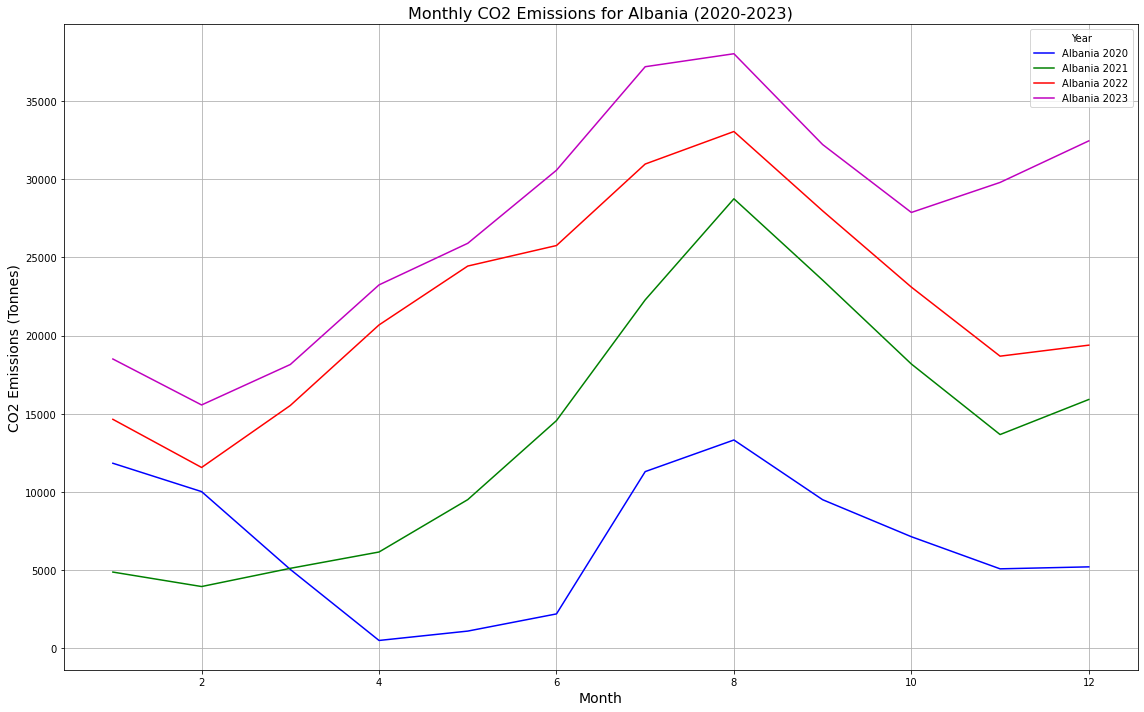 Monthly CO2 Emissions for Albania (2020-2023)
Year
Albania 2020
Albania 2021
Albania 2022
Albania 2023
CO2 Emissions (Tonnes)
35000
30000
25000
20000
15000
10000
5000
0
2 4 6 8 10 12
Month